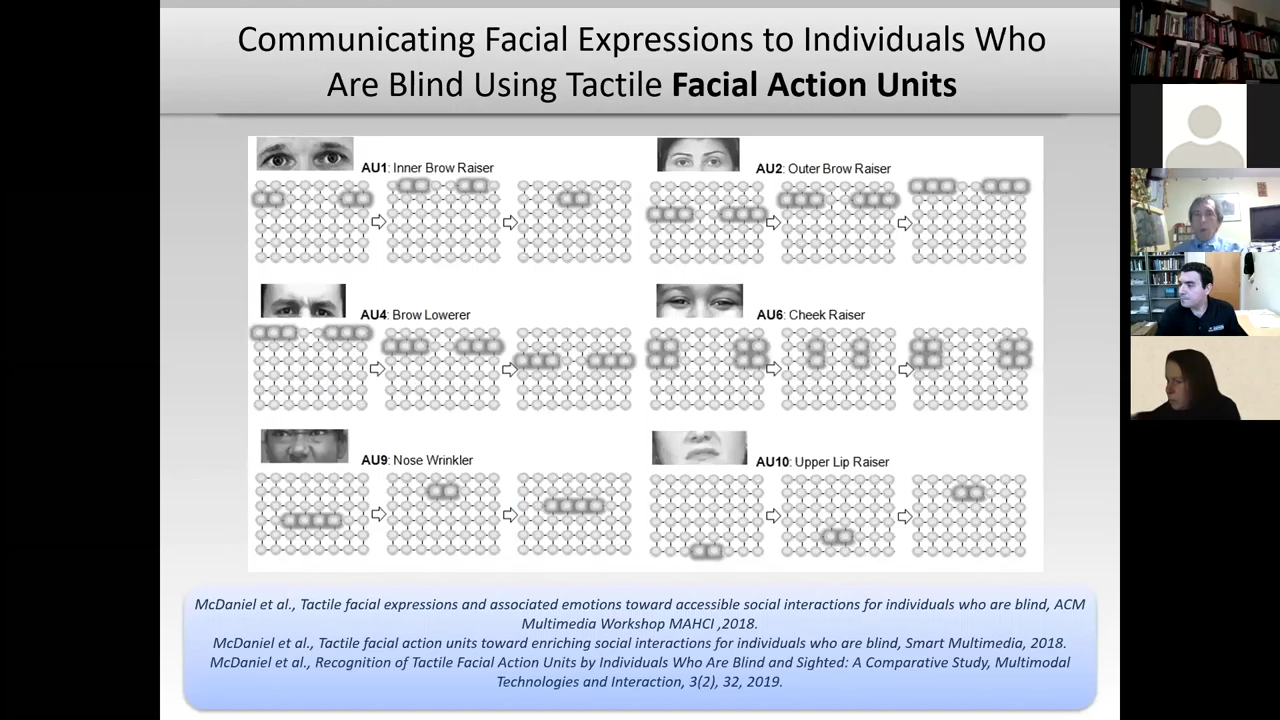 Communicating Facial Expressions to Individuals Who
Are Blind Using Tactile Facial Action Units
AU1: Inner Brow Raiser
AU2: Outer Brow Raiser
AU4: Brow Lowerer
AU6: Cheek Raiser
AU9: Nose Wrinkler
AU10: Upper Lip Raiser
McDaniel et al., Tactile facial expressions and associated emotions toward accessible social interactions for individuals who are blind, ACM
Multimedia Workshop MAHCI ,2018.
McDaniel et al., Tactile facial action units toward enriching social interactions for individuals who are blind, Smart Multimedia, 2018.
McDaniel et al., Recognition of Tactile Facial Action Units by Individuals Who Are Blind and Sighted: A Comparative Study, Multimodal
Technologies and Interaction, 3(2), 32, 2019.